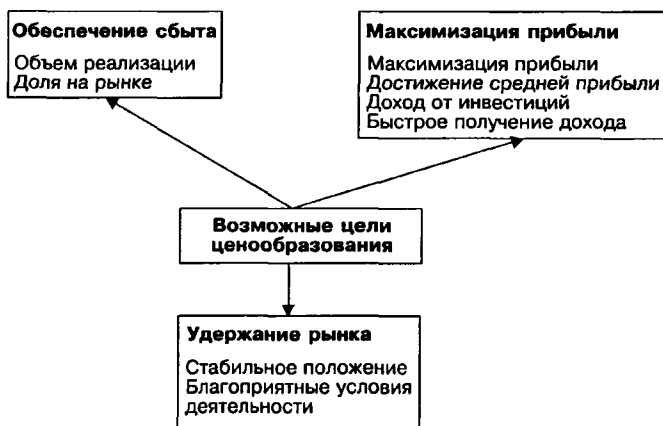 Обеспечение сбыта
Объем реализации
Доля на рынке
Максимизация прибыли
Максимизация прибыли
Достижение средней прибыли
Доход от инвестиций
Быстрое получение дохода
Возможные цели
ценообразования
Удержание рынка
Стабильное положение
Благоприятные условия
деятельности